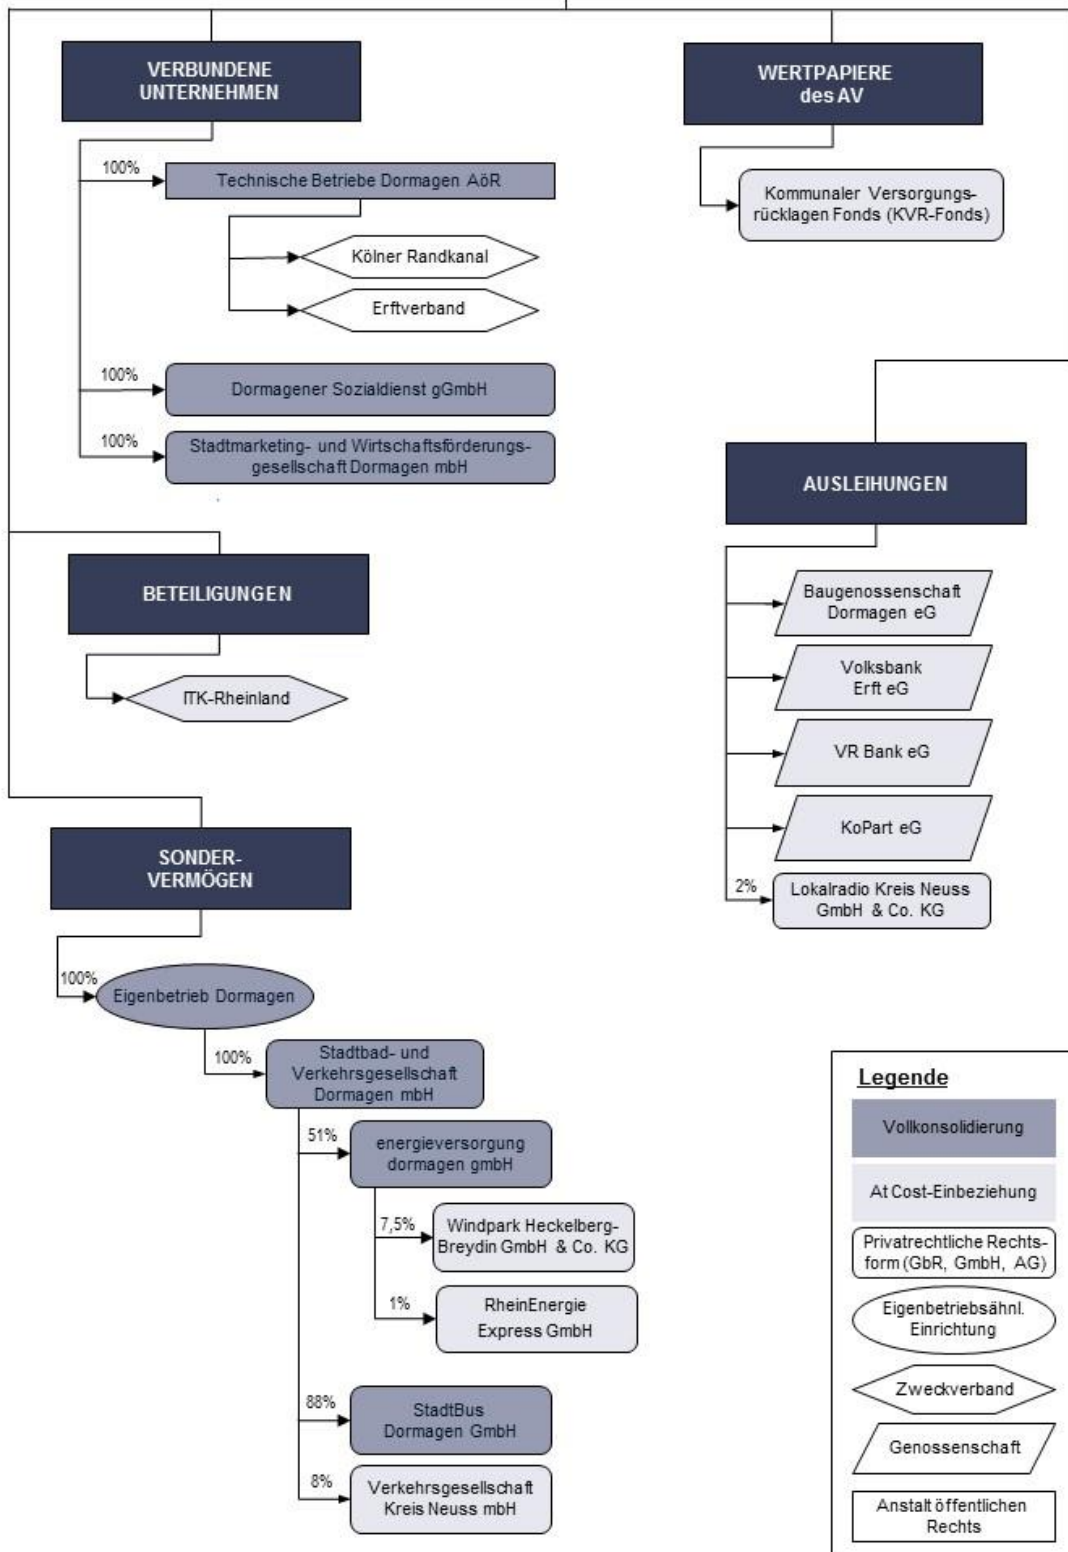 VERBUNDENE
UNTERNEHMEN
100%
Technische Betriebe Dormagen AöR
Kölner Randkanal
Erftverband
100%
Dormagener Sozialdienst gGmbH
100%
Stadtmarketing- und Wirtschaftsförderungs-
gesellschaft Dormagen mbH
BETEILIGUNGEN
ITK-Rheinland
SONDER-
VERMÖGEN
100%
Eigenbetrieb Dormagen
100%
Stadtbad- und
Verkehrsgesellschaft
Dormagen mbH
51%
energieversorgung
dormagen gmbH
7,5%
Windpark Heckelberg-
Breydin GmbH & Co. KG
1%
RheinEnergie
Express GmbH
88%
StadtBus
Dormagen GmbH
8%
Verkehrsgesellschaft
Kreis Neuss mbH
WERTPAPIERE
des AV
Kommunaler Versorgungs-
rücklagen Fonds (KVR-Fonds)
AUSLEIHUNGEN
Baugenossenschaft
Dormagen eG
Volksbank
Erft eG
VR Bank eG
KoPart eG
2%
Lokalradio Kreis Neuss
GmbH & Co. KG
Legende
Vollkonsolidierung
At Cost-Einbeziehung
Privatrechtliche Rechts-
form (GbR, GmbH, AG)
Eigenbetriebsähnl.
Einrichtung
Zweckverband
Genossenschaft
Anstalt öffentlichen
Rechts